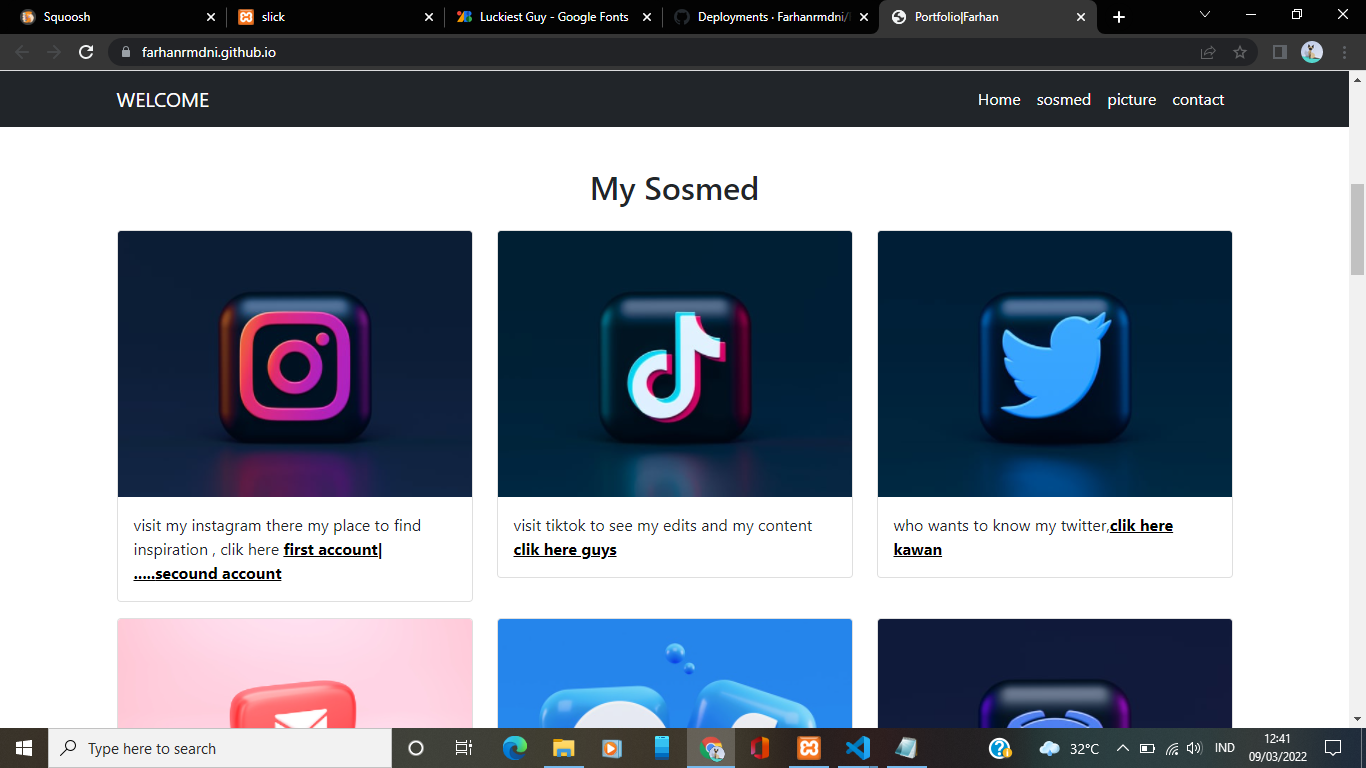 Squoosh
slick
Luckiest Guy - Google Fonts
Deployments · Farhanrmdni/
Portfolio|Farhan
farhanrmdni.github.io
WELCOME
Home sosmed picture contact
My Sosmed
visit my instagram there my place to find
inspiration , clik here first account|
.....secound account
visit tiktok to see my edits and my content
clik here guys
who wants to know my twitter,clik here
kawan
Type here to search
32°C
IND
12:41
09/03/2022